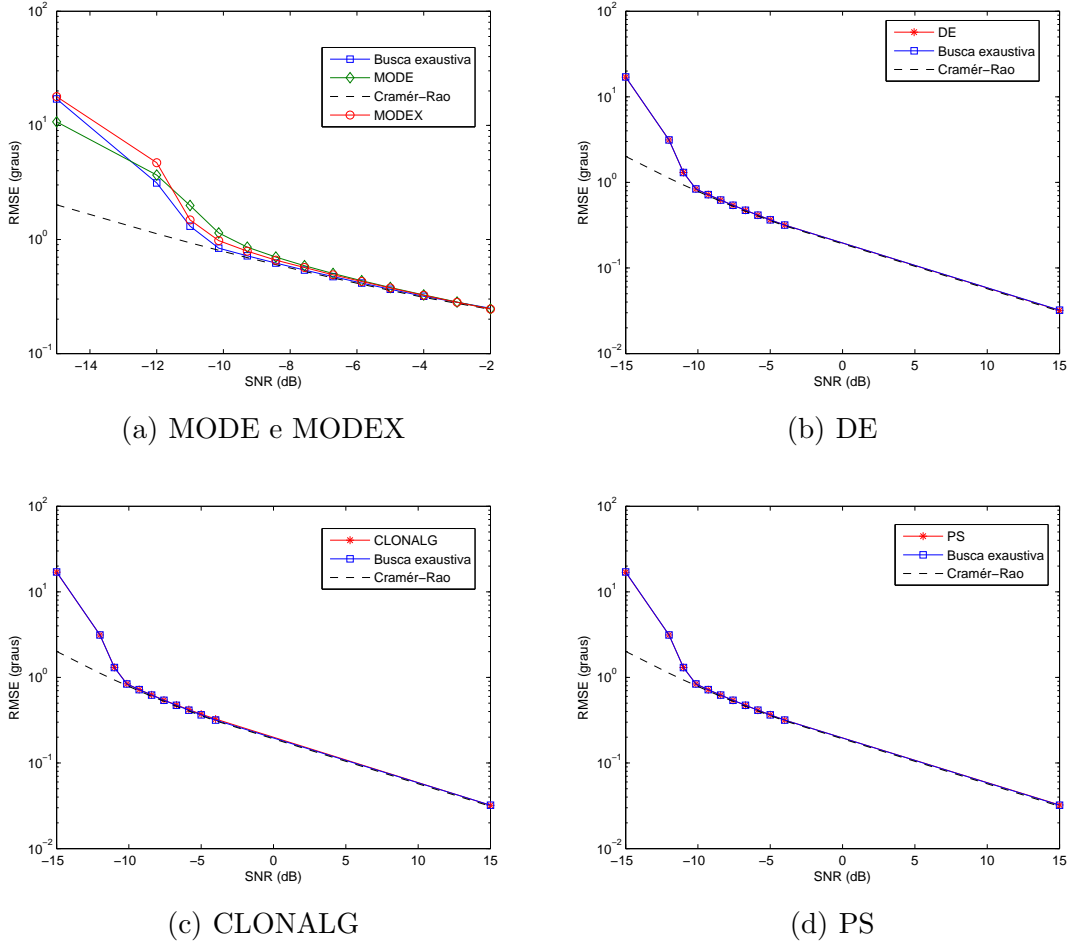 10^2
10^1
10^0
10^-1
RMSE (graus)
Busca exaustiva
MODE
Cramér-Rao
MODEX
-14 -12 -10 -8 -6 -4 -2
SNR (dB)
(a) MODE e MODEX
10^2
10^1
10^0
10^-1
10^-2
RMSE (graus)
DE
Busca exaustiva
Cramér-Rao
-15 -10 -5 0 5 10 15
SNR (dB)
(b) DE
10^2
10^1
10^0
10^-1
10^-2
RMSE (graus)
CLONALG
Busca exaustiva
Cramér-Rao
-15 -10 -5 0 5 10 15
SNR (dB)
(c) CLONALG
10^2
10^1
10^0
10^-1
10^-2
RMSE (graus)
PS
Busca exaustiva
Cramér-Rao
-15 -10 -5 0 5 10 15
SNR (dB)
(d) PS